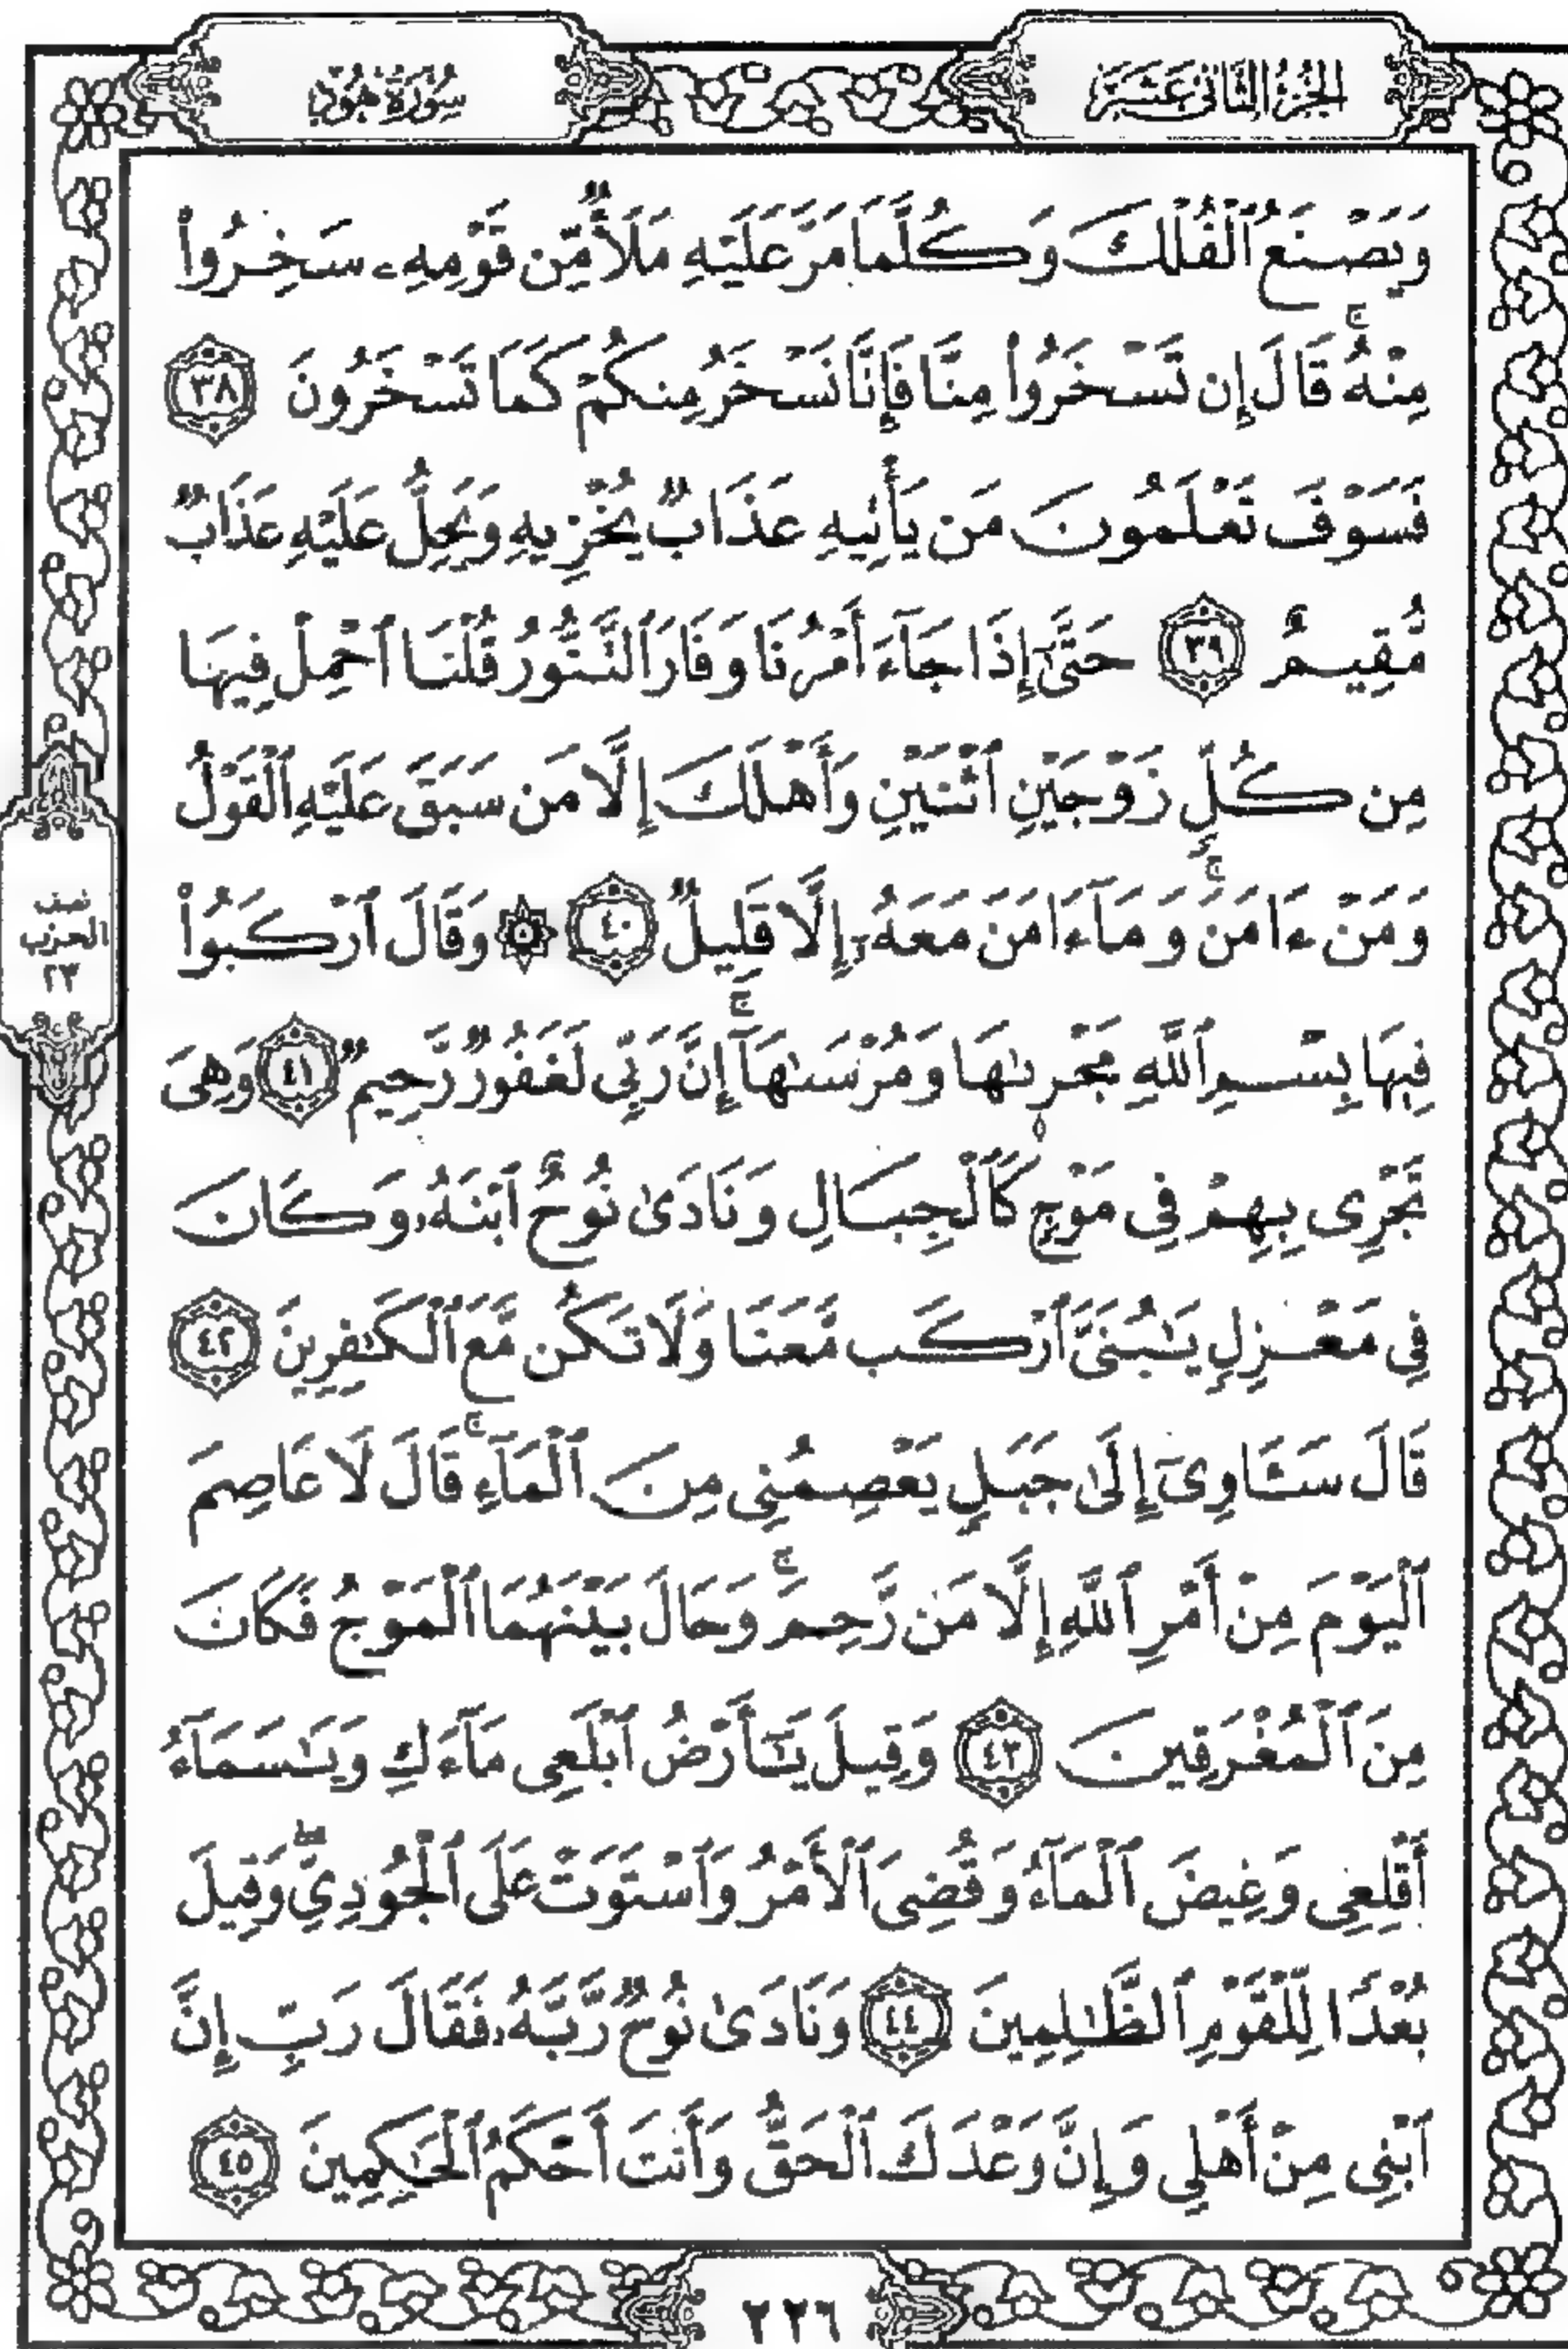 الجزء الثاني عشر
سورة هود
وَيَصْنَعُ ٱلْفُلْكَ وَكُلَّمَا مَرَّ عَلَيْهِ مَلَأٌ مِّن قَوْمِهِۦ سَخِرُوا۟
مِنْهُ ۚ قَالَ إِن تَسْخَرُوا۟ مِنَّا فَإِنَّا نَسْخَرُ مِنكُمْ كَمَا تَسْخَرُونَ ٣٨
فَسَوْفَ تَعْلَمُونَ مَن يَأْتِيهِ عَذَابٌ يُخْزِيهِ وَيَحِلُّ عَلَيْهِ عَذَابٌ
مُّقِيمٌ ٣٩ حَتَّىٰٓ إِذَا جَآءَ أَمْرُنَا وَفَارَ ٱلتَّنُّورُ قُلْنَا ٱحْمِلْ فِيهَا
مِن كُلٍّ زَوْجَيْنِ ٱثْنَيْنِ وَأَهْلَكَ إِلَّا مَن سَبَقَ عَلَيْهِ ٱلْقَوْلُ
وَمَنْ ءَامَنَ ۚ وَمَآ ءَامَنَ مَعَهُۥٓ إِلَّا قَلِيلٌ ٤٠ ۞ وَقَالَ ٱرْكَبُوا۟
فِيهَا بِسْمِ ٱللَّهِ مَجْر۪ىٰهَا وَمُرْسَىٰهَآ ۚ إِنَّ رَبِّى لَغَفُورٌ رَّحِيمٌ ٤١ وَهِىَ
تَجْرِى بِهِمْ فِى مَوْجٍ كَٱلْجِبَالِ وَنَادَىٰ نُوحٌ ٱبْنَهُۥ وَكَانَ
فِى مَعْزِلٍ يَـٰبُنَىَّ ٱرْكَب مَّعَنَا وَلَا تَكُن مَّعَ ٱلْكَـٰفِرِينَ ٤٢
قَالَ سَـَٔاوِىٓ إِلَىٰ جَبَلٍ يَعْصِمُنِى مِنَ ٱلْمَآءِ ۚ قَالَ لَا عَاصِمَ
ٱلْيَوْمَ مِنْ أَمْرِ ٱللَّهِ إِلَّا مَن رَّحِمَ ۚ وَحَالَ بَيْنَهُمَا ٱلْمَوْجُ فَكَانَ
مِنَ ٱلْمُغْرَقِينَ ٤٣ وَقِيلَ يَـٰٓأَرْضُ ٱبْلَعِى مَآءَكِ وَيَـٰسَمَآءُ
أَقْلِعِى وَغِيضَ ٱلْمَآءُ وَقُضِىَ ٱلْأَمْرُ وَٱسْتَوَتْ عَلَى ٱلْجُودِىِّ ۖ وَقِيلَ
بُعْدًا لِّلْقَوْمِ ٱلظَّـٰلِمِينَ ٤٤ وَنَادَىٰ نُوحٌ رَّبَّهُۥ فَقَالَ رَبِّ إِنَّ
ٱبْنِى مِنْ أَهْلِى وَإِنَّ وَعْدَكَ ٱلْحَقُّ وَأَنتَ أَحْكَمُ ٱلْحَـٰكِمِينَ ٤٥
نصف
الحزب
٢٣
٢٢٦